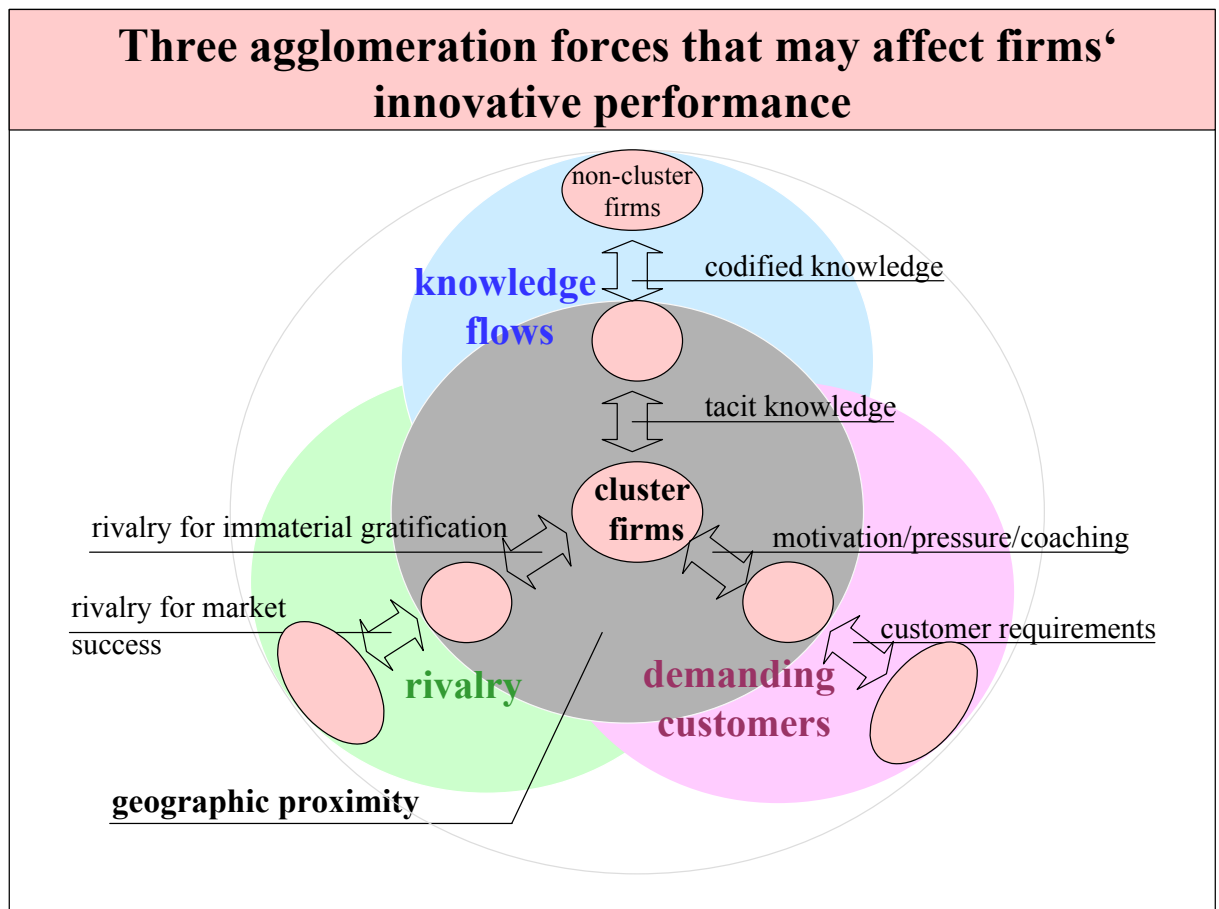 Three agglomeration forces that may affect firms‘
innovative performance
non-cluster
firms
codified knowledge
knowledge
flows
tacit knowledge
cluster
firms
rivalry for immaterial gratification
motivation/pressure/coaching
rivalry for market
success
customer requirements
rivalry
demanding
customers
geographic proximity